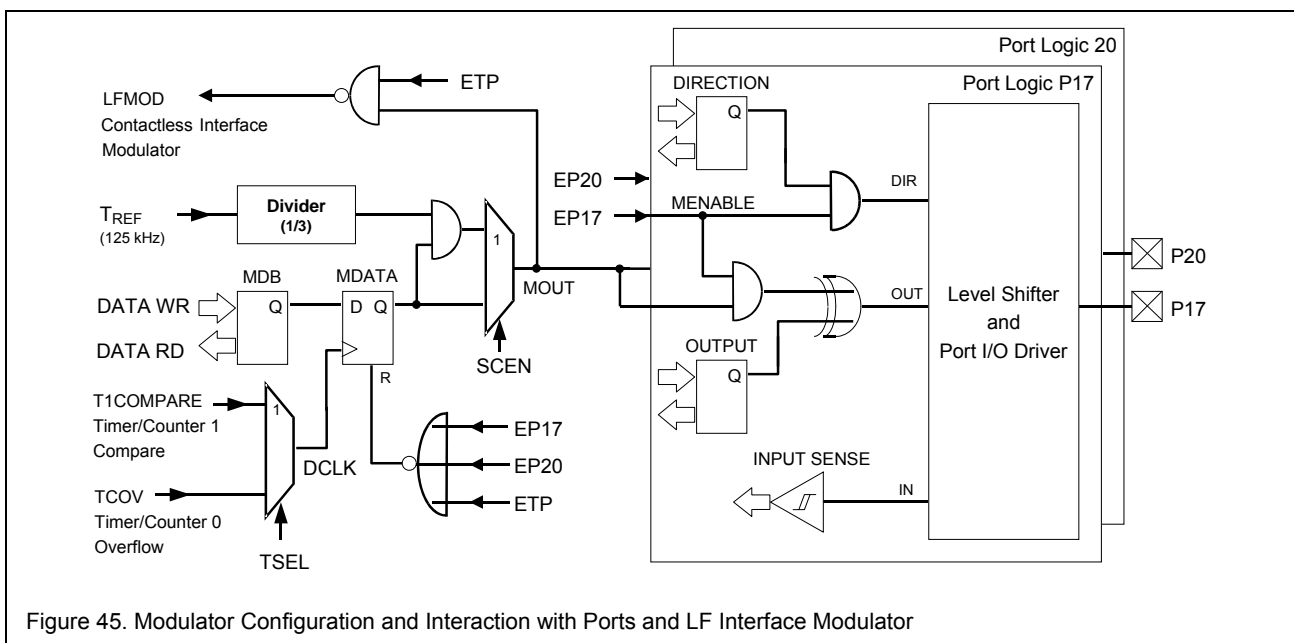 Port Logic 20
Port Logic P17
ETP
LFMOD
Contactless Interface
Modulator
DIRECTION
Q
EP20
EP17
MENABLE
DIR
TREF
(125 kHz)
Divider
(1/3)
1
MOUT
P20
P17
MDB
MDATA
DATA WR
DATA RD
Q
D Q
R
SCEN
OUT
Level Shifter
and
Port I/O Driver
OUTPUT
Q
T1COMPARE
Timer/Counter 1
Compare
1
DCLK
EP17
EP20
ETP
INPUT SENSE
IN
TCOV
Timer/Counter 0
Overflow
TSEL
Figure 45. Modulator Configuration and Interaction with Ports and LF Interface Modulator